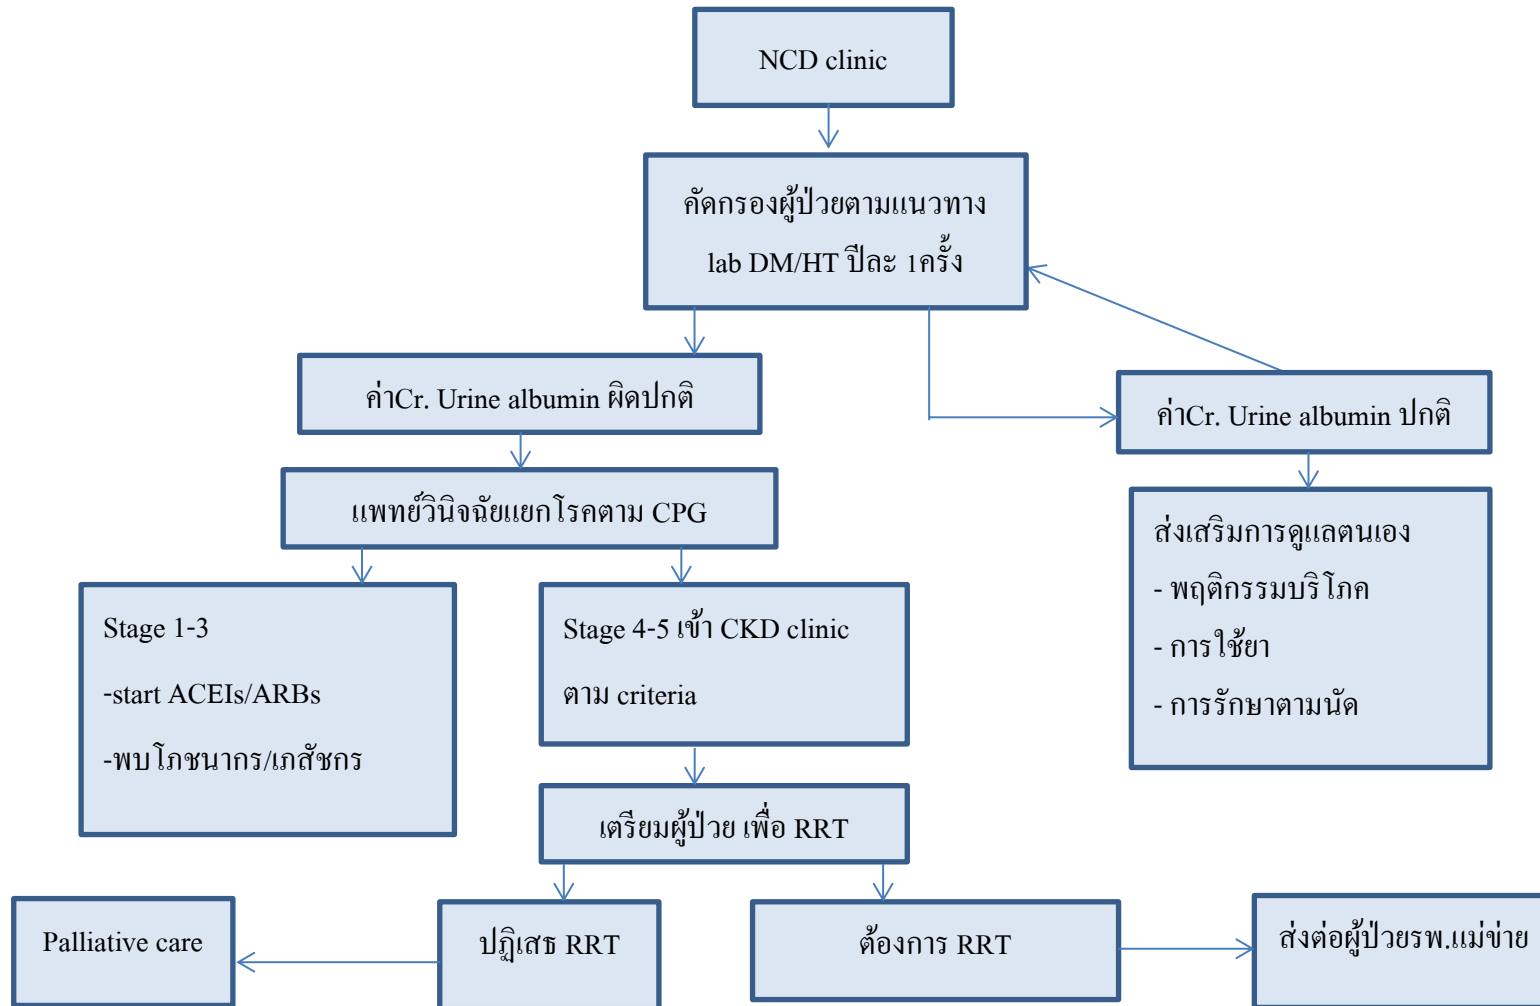 NCD clinic
คัดกรองผู้ป่วยตามแนวทาง
lab DM/HT ปีละ 1ครั้ง
ค่าCr. Urine albumin ผิดปกติ
ค่าCr. Urine albumin ปกติ
แพทย์วินิจฉัยแยกโรคตาม CPG
ส่งเสริมการดูแลตนเอง
- พฤติกรรมบริโภค
- การใช้ยา
- การรักษาตามนัด
Stage 1-3
-start ACEIs/ARBs
-พบโภชนากร/เภสัชกร
Stage 4-5 เข้า CKD clinic
ตาม criteria
เตรียมผู้ป่วย เพื่อ RRT
Palliative care
ปฏิเสธ RRT
ต้องการ RRT
ส่งต่อผู้ป่วยรพ.แม่ข่าย